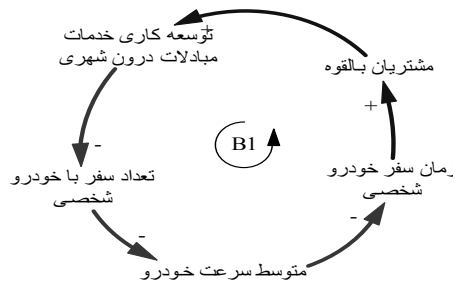 توسعه کاری خدمات
مبادلات درون شهری
+
مشتریان بالقوه
+
زمان سفر خودرو
شخصی
-
متوسط سرعت خودرو
-
تعداد سفر با خودرو
شخصی
-
B1